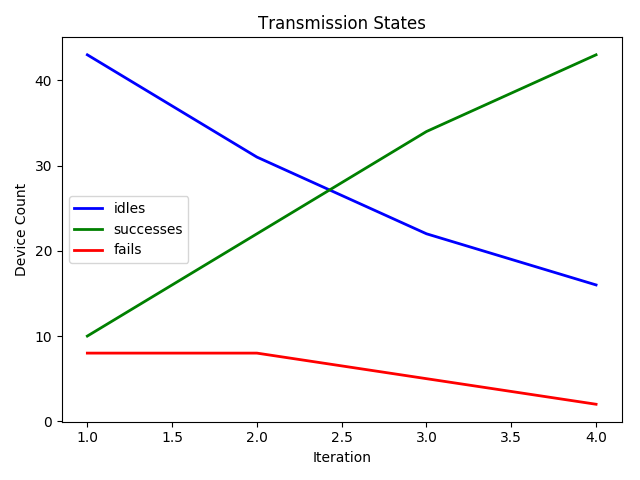 Transmission States
Device Count
40
30
20
10
0
idles
successes
fails
1.0 1.5 2.0 2.5 3.0 3.5 4.0
Iteration